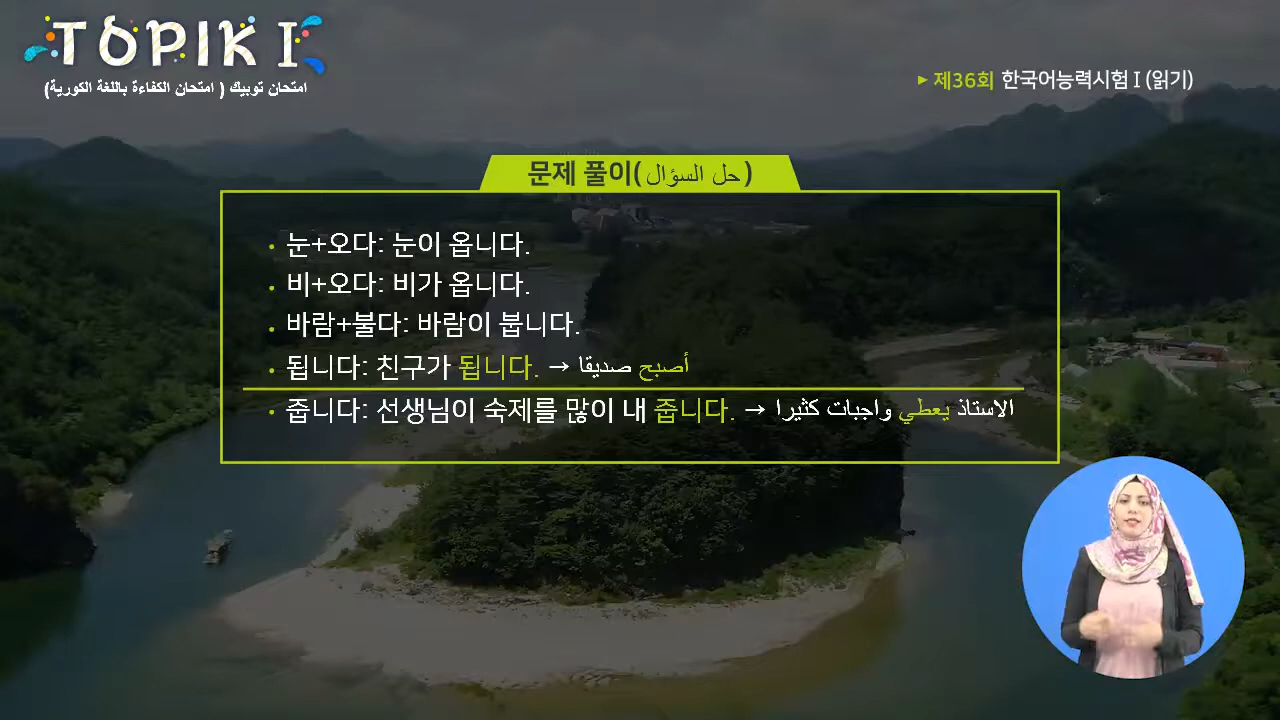 TOPIK I
امتحان توبيك ( امتحان الكفاءة باللغة الكورية)
▸ 제36회 한국어능력시험 I (읽기)
문제 풀이(حل السؤال)
• 눈+오다: 눈이 옵니다.
• 비+오다: 비가 옵니다.
• 바람+불다: 바람이 붑니다.
• 됩니다: 친구가 됩니다. → أصبح صديقا
• 줍니다: 선생님이 숙제를 많이 내 줍니다. → الاستاذ يعطي واجبات كثيرا